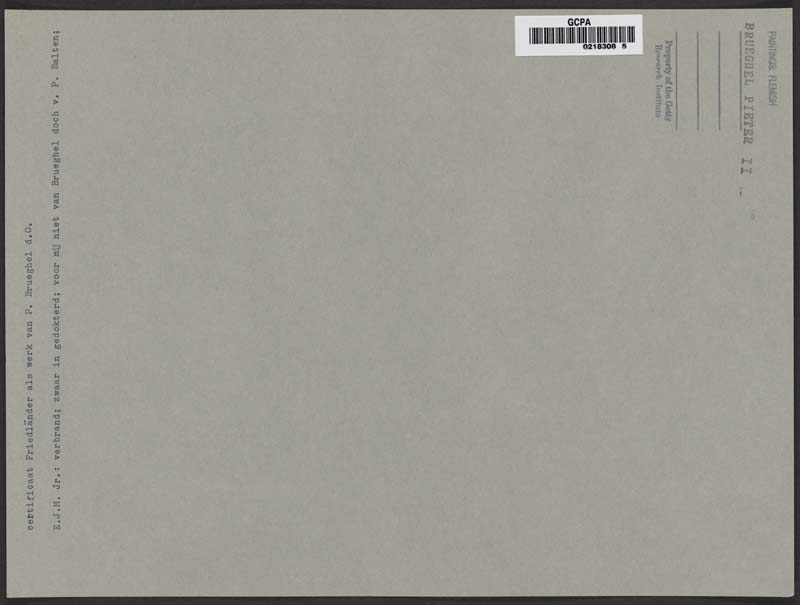 GCPA
0218308 5
PAINTINGS: FLEMISH
BRUEGHEL PIETER II
Property of the Getty
Research Institute
certificaat Friedländer als werk van P. Brueghel d.O.
E.J.M. Jr.: verbrand; zwaar in gedokterd; voor mij niet van Brueghel doch v. P. Balten;